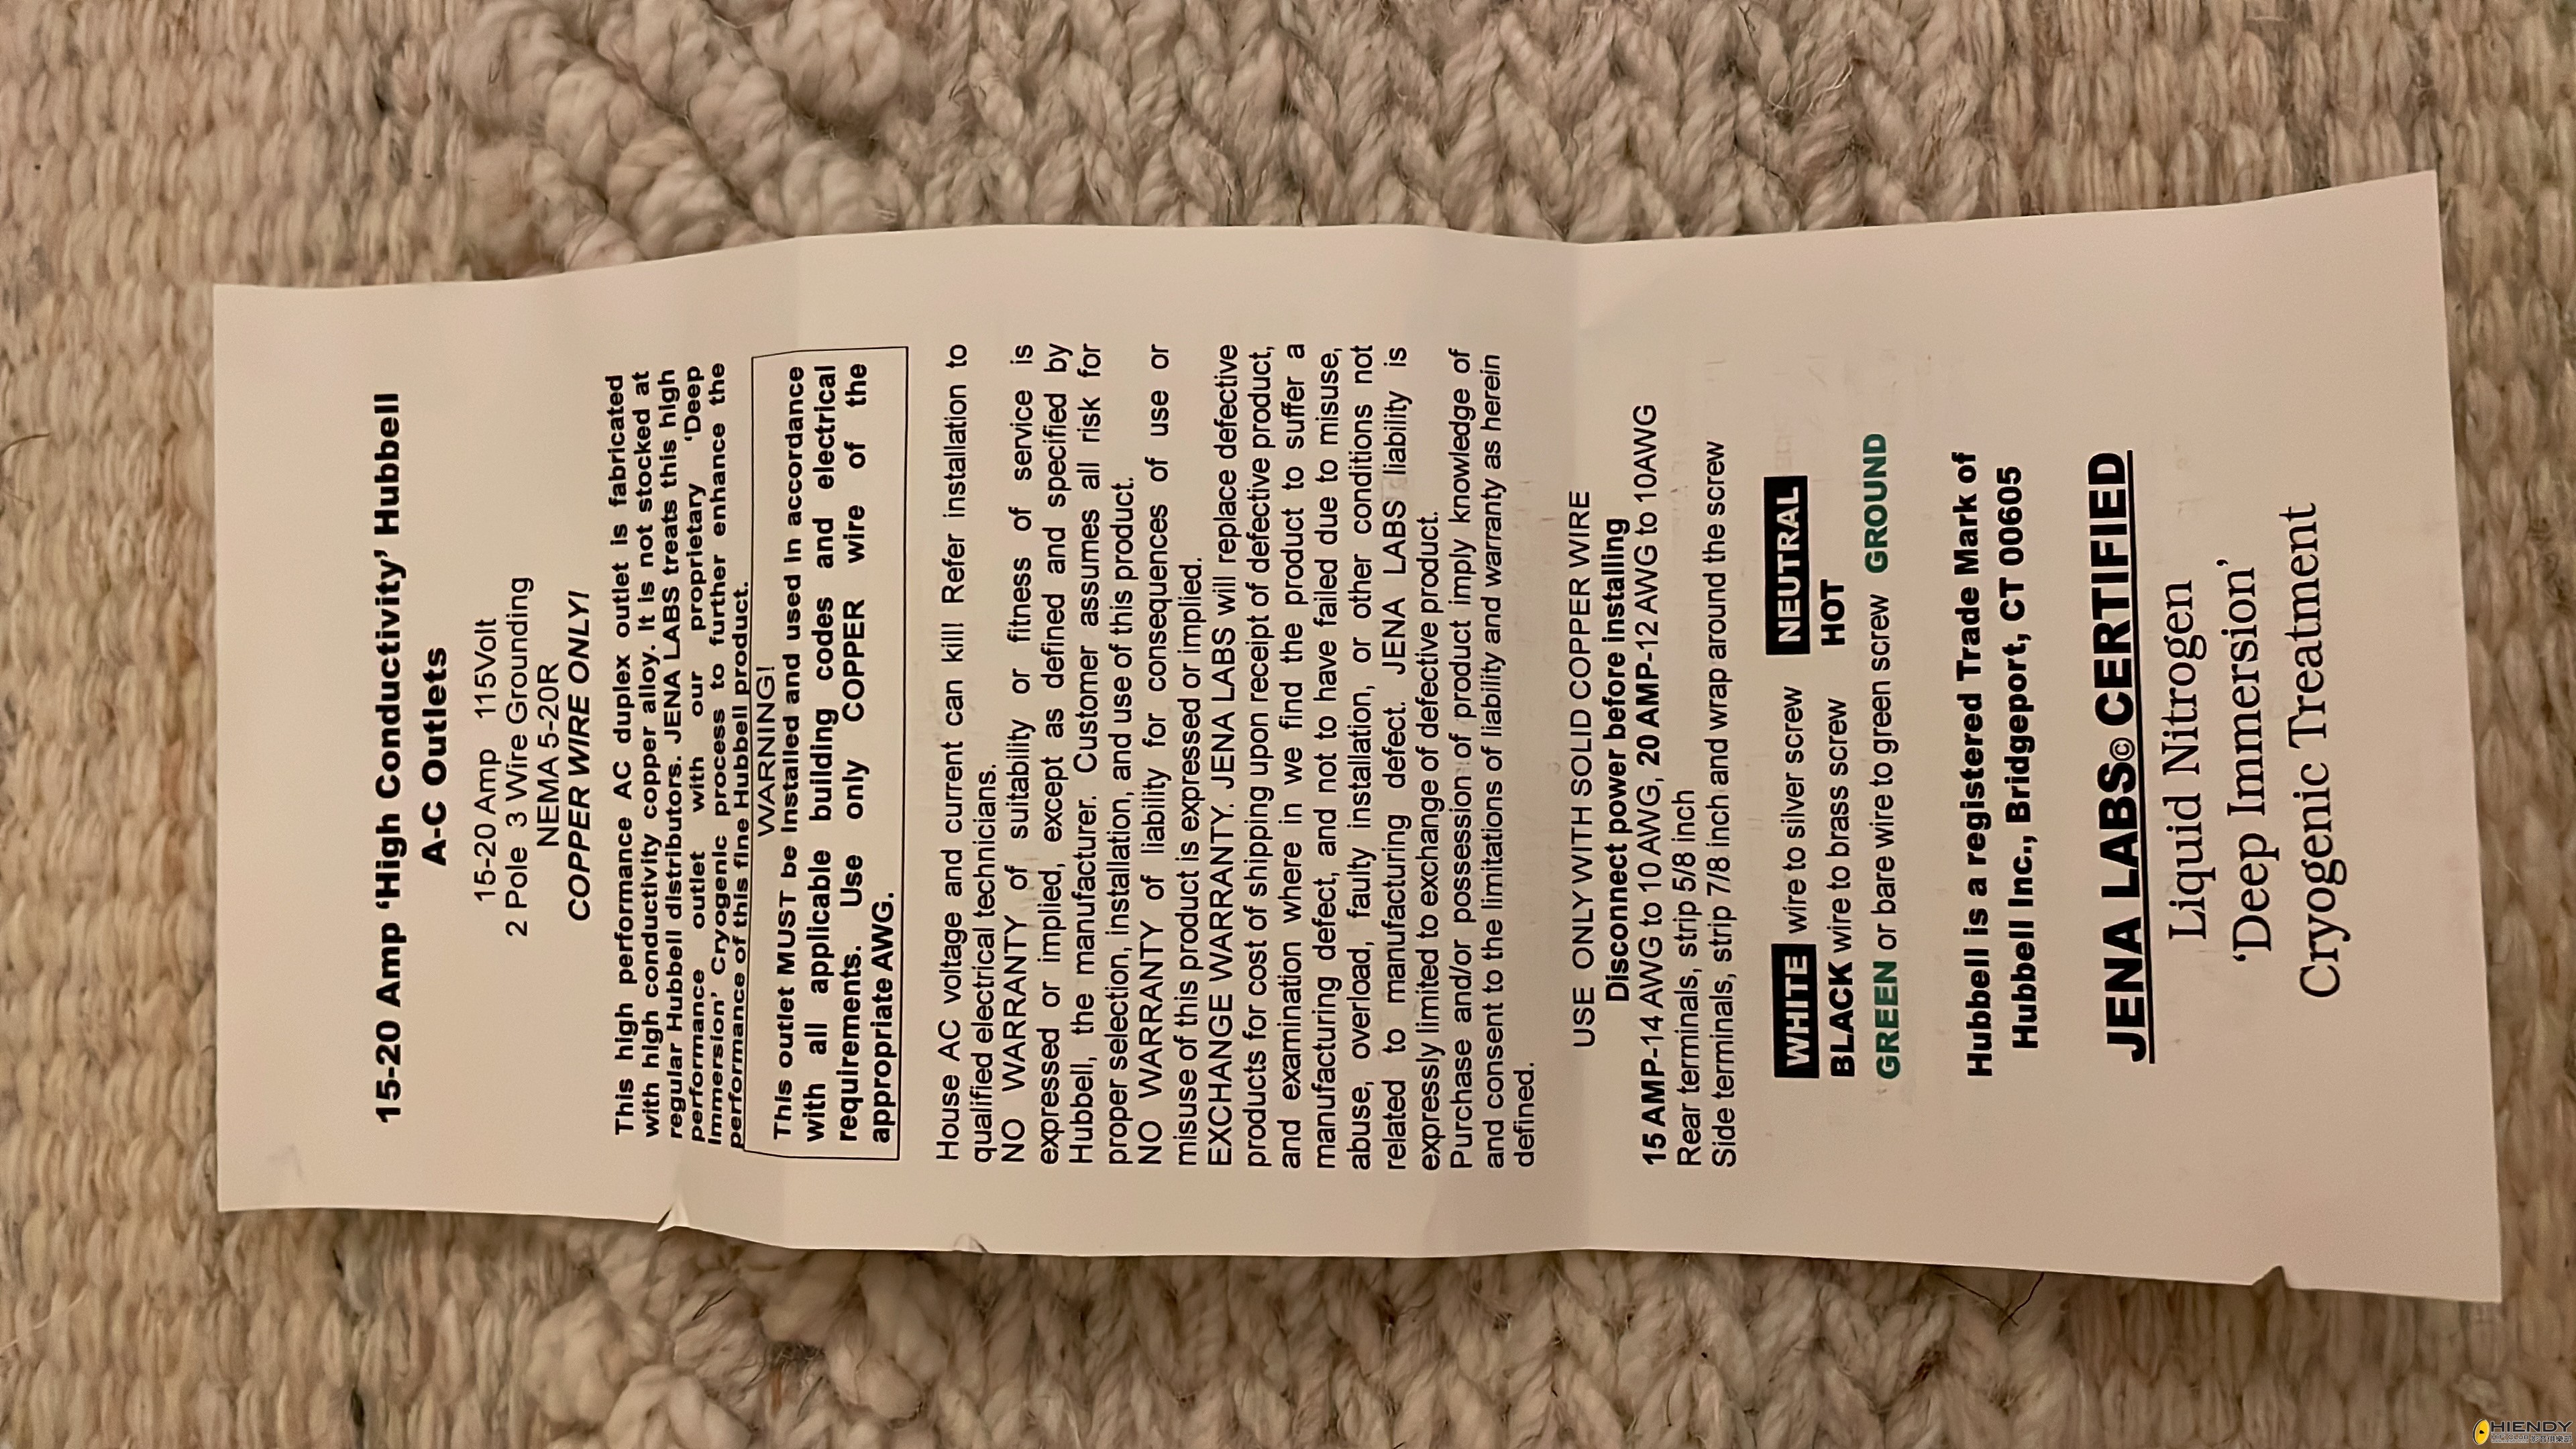 15-20 Amp ‘High Conductivity’ Hubbell
A-C Outlets
15-20 Amp 115Volt
2 Pole 3 Wire Grounding
NEMA 5-20R
COPPER WIRE ONLY!
This high performance AC duplex outlet is fabricated
with high conductivity copper alloy. It is not stocked at
regular Hubbell distributors. JENA LABS treats this high
performance outlet with our proprietary ‘Deep
Immersion’ Cryogenic process to further enhance the
performance of this fine Hubbell product.
WARNING!
This outlet MUST be installed and used in accordance
with all applicable building codes and electrical
requirements. Use only COPPER wire of the
appropriate AWG.
House AC voltage and current can kill! Refer installation to
qualified electrical technicians.
NO WARRANTY of suitability or fitness of service is
expressed or implied, except as defined and specified by
Hubbell, the manufacturer. Customer assumes all risk for
proper selection, installation, and use of this product.
NO WARRANTY of liability for consequences of use or
misuse of this product is expressed or implied.
EXCHANGE WARRANTY. JENA LABS will replace defective
products for cost of shipping upon receipt of defective product,
and examination where in we find the product to suffer a
manufacturing defect, and not to have failed due to misuse,
abuse, overload, faulty installation, or other conditions not
related to manufacturing defect. JENA LABS liability is
expressly limited to exchange of defective product.
Purchase and/or possession of product imply knowledge of
and consent to the limitations of liability and warranty as herein
defined.
USE ONLY WITH SOLID COPPER WIRE
Disconnect power before installing
15 AMP-14 AWG to 10 AWG, 20 AMP-12 AWG to 10AWG
Rear terminals, strip 5/8 inch
Side terminals, strip 7/8 inch and wrap around the screw
WHITE wire to silver screw NEUTRAL
BLACK wire to brass screw HOT
GREEN or bare wire to green screw GROUND
Hubbell is a registered Trade Mark of
Hubbell Inc., Bridgeport, CT 00605
JENA LABS© CERTIFIED
Liquid Nitrogen
‘Deep Immersion’
Cryogenic Treatment
HIENDY